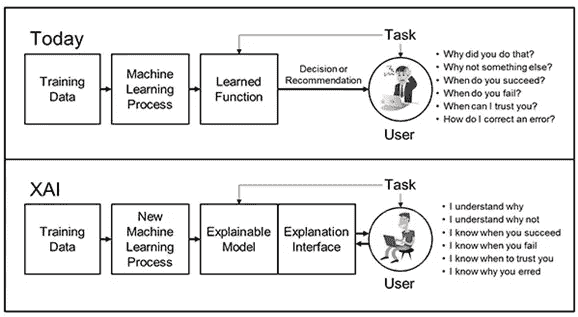 Today
Task
Training
Data
Machine
Learning
Process
Learned
Function
Decision or
Recommendation
User
• Why did you do that?
• Why not something else?
• When do you succeed?
• When do you fail?
• When can I trust you?
• How do I correct an error?
XAI
Task
Training
Data
New
Machine
Learning
Process
Explainable
Model
Explanation
Interface
User
• I understand why
• I understand why not
• I know when you succeed
• I know when you fail
• I know when to trust you
• I know why you erred